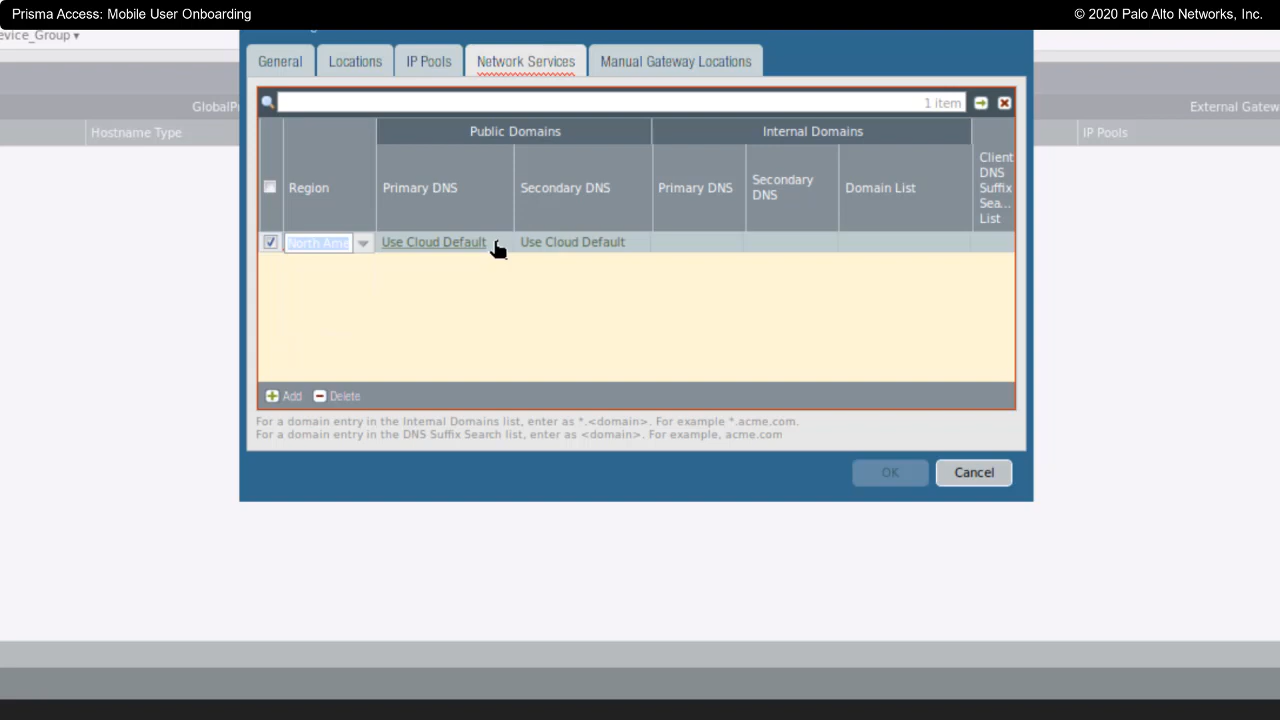 Prisma Access: Mobile User Onboarding
© 2020 Palo Alto Networks, Inc.
evice_Group
General
Locations
IP Pools
Network Services
Manual Gateway Locations
1 item
GlobalPr
External Gatew
Hostname Type
IP Pools
Public Domains
Internal Domains
Region
Primary DNS
Secondary DNS
Primary DNS
Secondary
DNS
Domain List
Client
DNS
Suffix
Sea...
List
North Ame
Use Cloud Default
Use Cloud Default
Add
Delete
For a domain entry in the Internal Domains list, enter as *.<domain>. For example *.acme.com.
For a domain entry in the DNS Suffix Search list, enter as <domain>. For example, acme.com
OK
Cancel